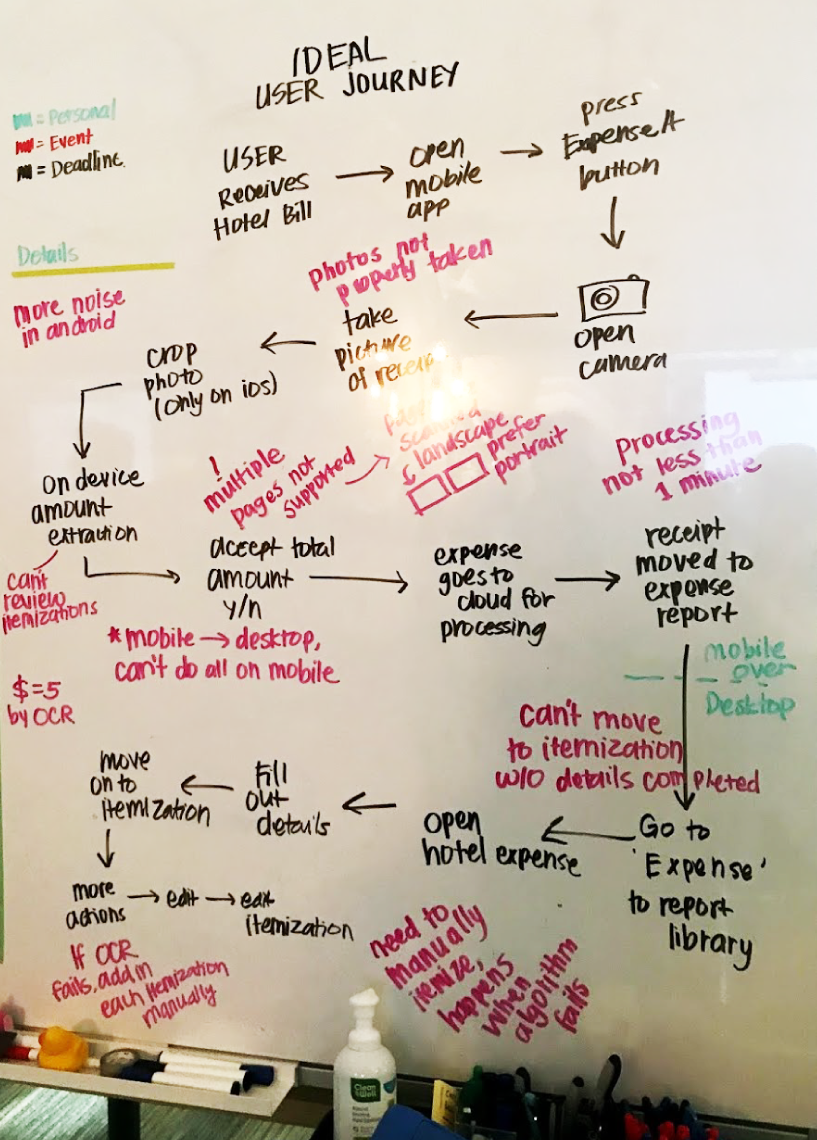 IDEAL
USER JOURNEY
= Personal
= Event
= Deadline.
USER
Receives
Hotel Bill
open
mobile
app
press
ExpenseIt
button
Details
more noise
in android
photos not
properly taken
take
picture
of receipt
open
camera
crop
photo
(only on ios)
!
multiple
pages not
supported
scanned
landscape
prefer
portrait
processing
not less than
1 minute
on device
amount
extraction
can't
review
itemizations
accept total
amount
y/n
expense
goes to
cloud for
processing
receipt
moved to
expense
report
*mobile → desktop,
can't do all on mobile
$=5
by OCR
mobile
over
Desktop
can't move
to itemization
w/o details completed
move
on to
itemization
fill
out
details
open
hotel expense
Go to
'Expense'
to report
library
more
actions
→ edit → edit
itemization
If OCR
fails, add in
each itemization
manually
need to
manually
itemize,
happens
when
algorithm
fails
Clean
Well